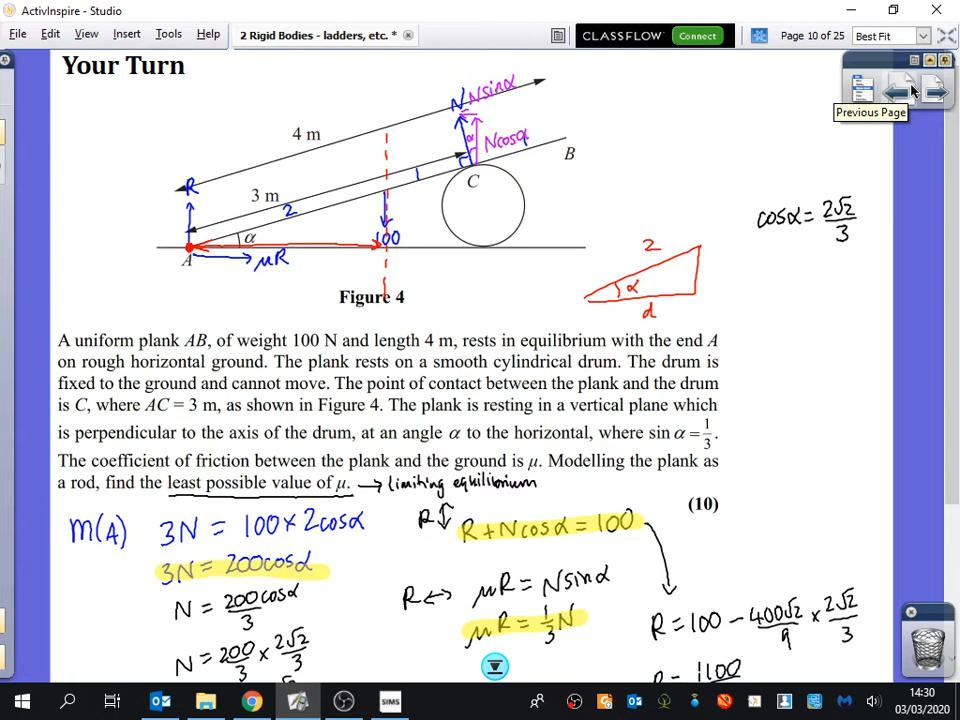 ActivInspire - Studio
File Edit View Insert Tools Help
2 Rigid Bodies - ladders, etc. *
CLASSFLOW Connect
Page 10 of 25
Best Fit
Previous Page
Your Turn
4 m
N
Nsinα
α
Ncosα
B
R
3 m
1
C
2
α
100
A
μR
Figure 4
2
α
d
cosα = 2√2/3
A uniform plank AB, of weight 100 N and length 4 m, rests in equilibrium with the end A
on rough horizontal ground. The plank rests on a smooth cylindrical drum. The drum is
fixed to the ground and cannot move. The point of contact between the plank and the drum
is C, where AC = 3 m, as shown in Figure 4. The plank is resting in a vertical plane which
is perpendicular to the axis of the drum, at an angle α to the horizontal, where sin α = 1/3.
The coefficient of friction between the plank and the ground is μ. Modelling the plank as
a rod, find the least possible value of μ. → limiting equilibrium
(10)
M(A) 3N = 100×2cosα
3N = 200cosα
N = 200cosα/3
N = 200/3 × 2√2/3
R↕ R + Ncosα = 100
R↔ μR = Nsinα
μR = 1/3 N
R = 100 − 400√2/9 × 2√2/3
R = 1100
SIMS
14:30
03/03/2020